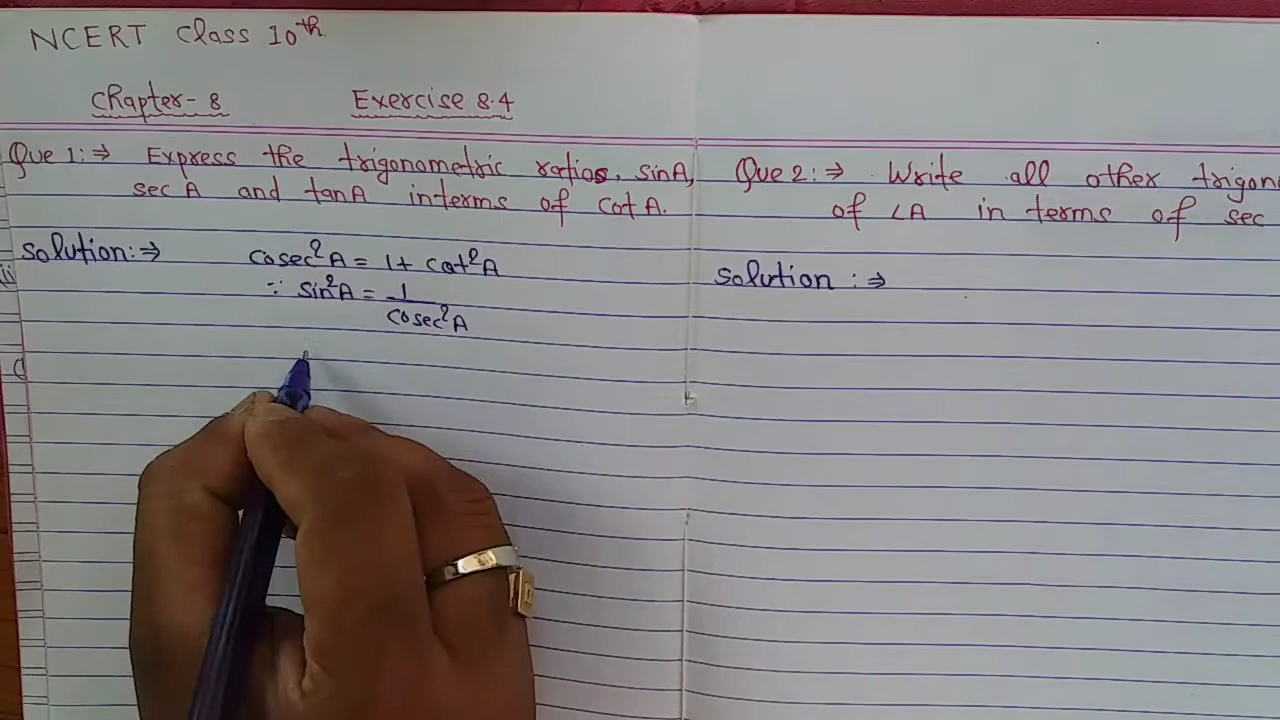 NCERT Class 10th
Chapter-8 Exercise 8.4
Que 1:⇒ Express the trigonometric ratios, sinA,
sec A and tanA interms of cot A.
Solution:⇒ cosec²A = 1 + cot²A
∵ sin²A = 1/cosec²A
Que 2:⇒ Write all other trigon
of ∠A in terms of sec
Solution :⇒